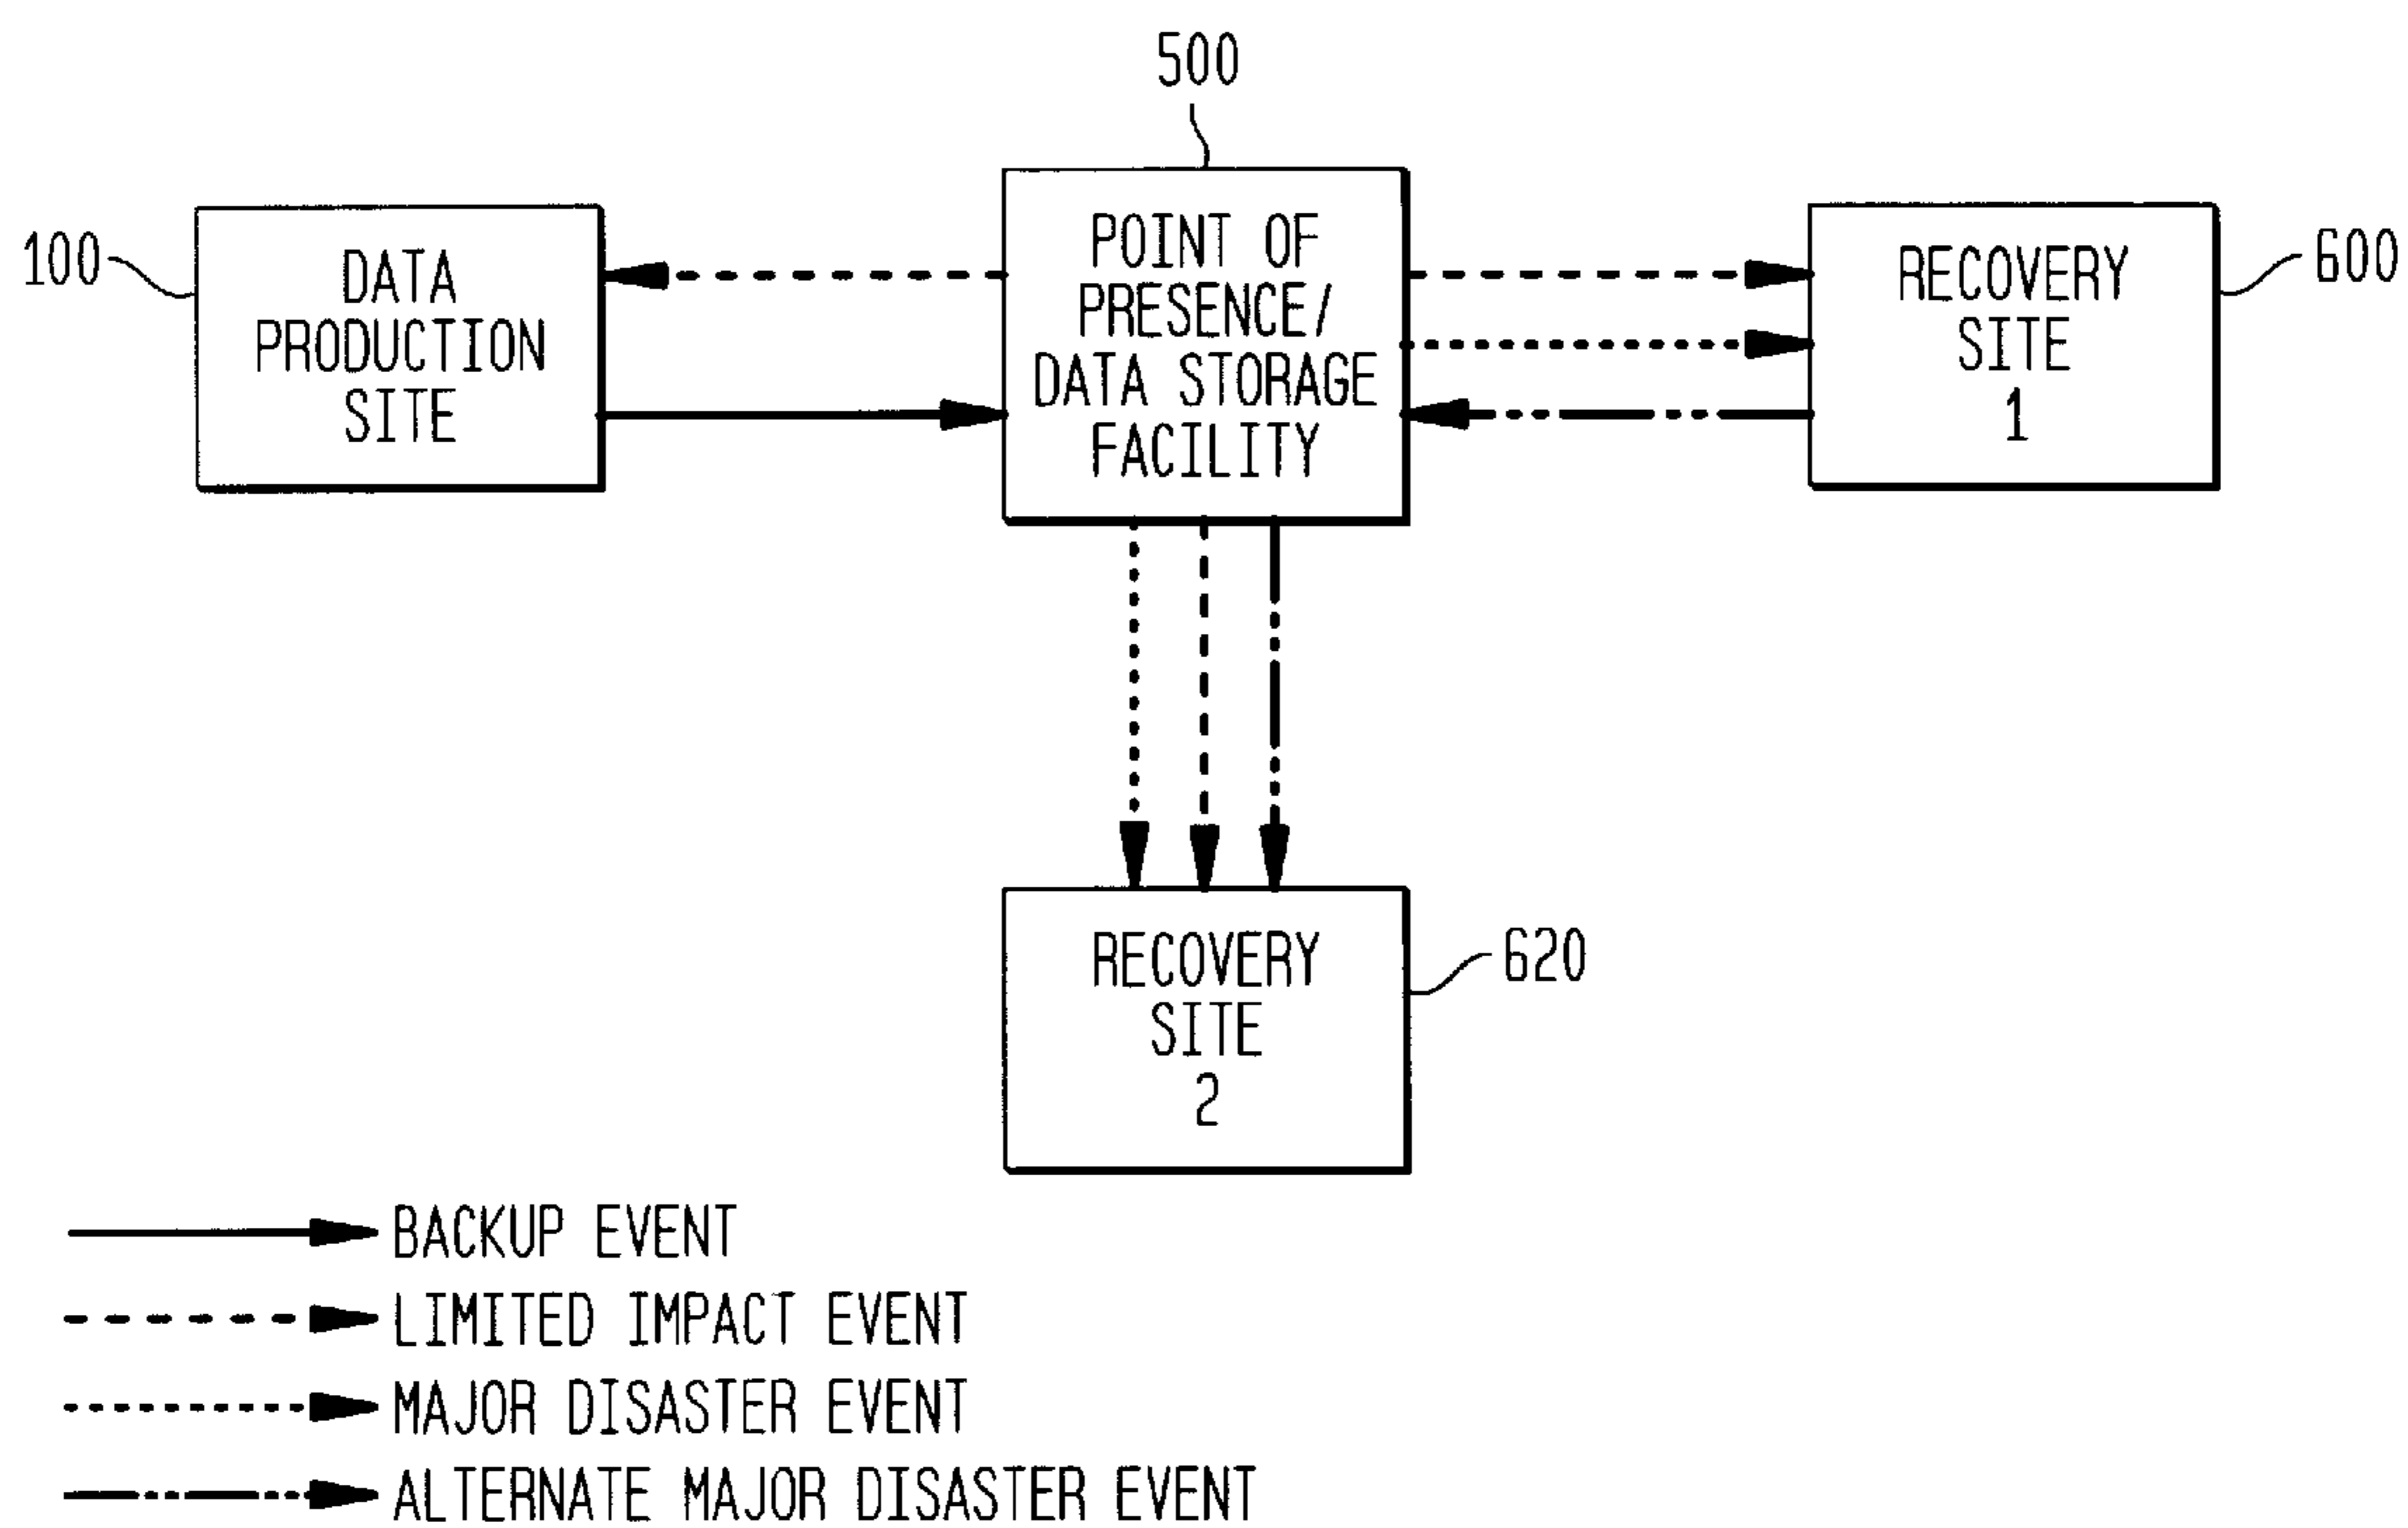 500
100
DATA
PRODUCTION
SITE
POINT OF
PRESENCE/
DATA STORAGE
FACILITY
RECOVERY
SITE
1
600
RECOVERY
SITE
2
620
BACKUP EVENT
LIMITED IMPACT EVENT
MAJOR DISASTER EVENT
ALTERNATE MAJOR DISASTER EVENT